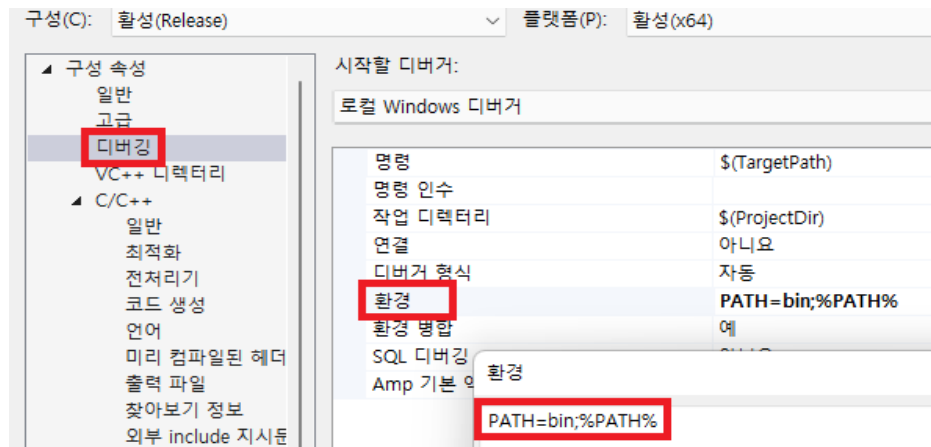 구성(C): 활성(Release) 플랫폼(P): 활성(x64)
구성 속성
일반
고급
디버깅
VC++ 디렉터리
C/C++
일반
최적화
전처리기
코드 생성
언어
미리 컴파일된 헤더
출력 파일
찾아보기 정보
외부 include 지시문
시작할 디버거:
로컬 Windows 디버거
명령 $(TargetPath)
명령 인수
작업 디렉터리 $(ProjectDir)
연결 아니요
디버거 형식 자동
환경 PATH=bin;%PATH%
환경 병합 예
SQL 디버깅
Amp 기본
환경
PATH=bin;%PATH%